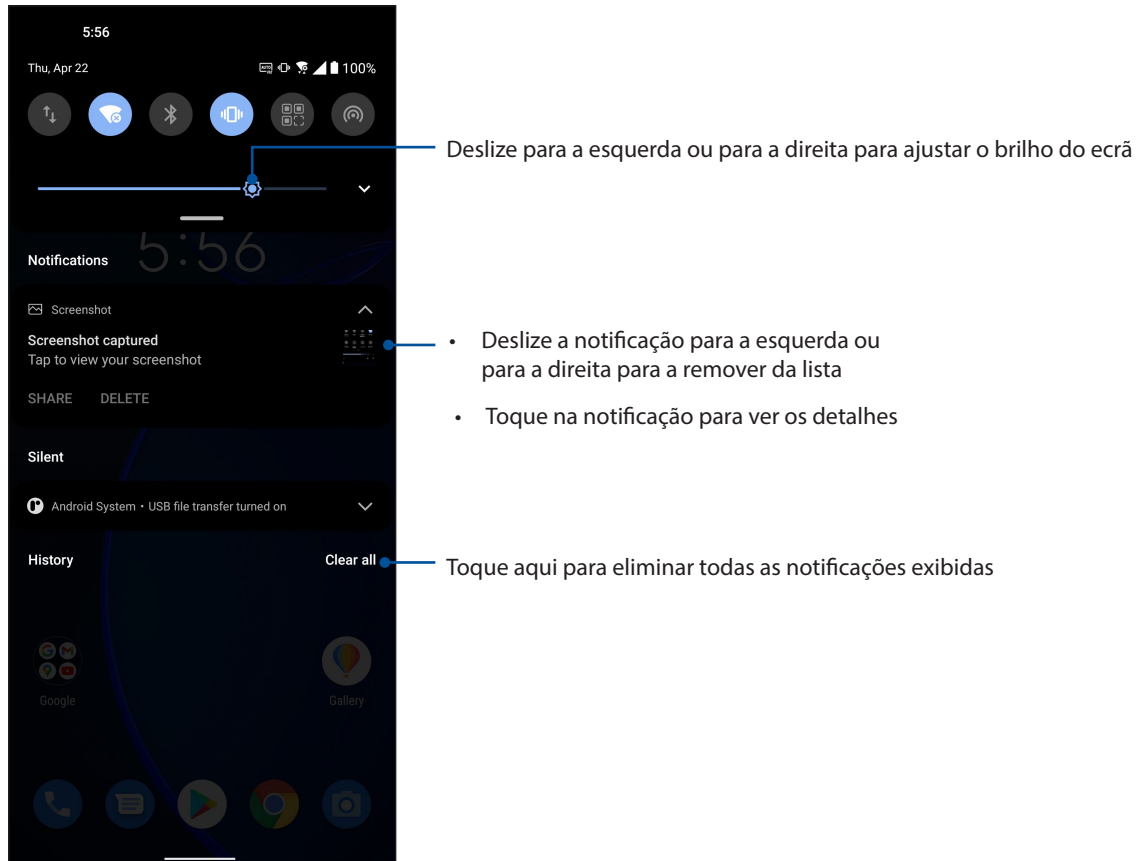 5:56
Thu, Apr 22
100%
Deslize para a esquerda ou para a direita para ajustar o brilho do ecrã
5:56
Notifications
Screenshot
Screenshot captured
Tap to view your screenshot
• Deslize a notificação para a esquerda ou
para a direita para a remover da lista
SHARE DELETE
• Toque na notificação para ver os detalhes
Silent
Android System • USB file transfer turned on
History
Clear all
Toque aqui para eliminar todas as notificações exibidas
Google
Gallery